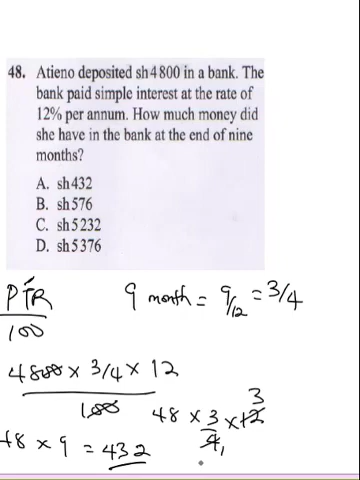 48. Atieno deposited sh4800 in a bank. The
bank paid simple interest at the rate of
12% per annum. How much money did
she have in the bank at the end of nine
months?
A. sh432
B. sh576
C. sh5232
D. sh5376
PTR
100
9 month = 9/12 = 3/4
4800 x 3/4 x 12
100
3
48 x 3 x 12
4 1
48 x 9 = 432